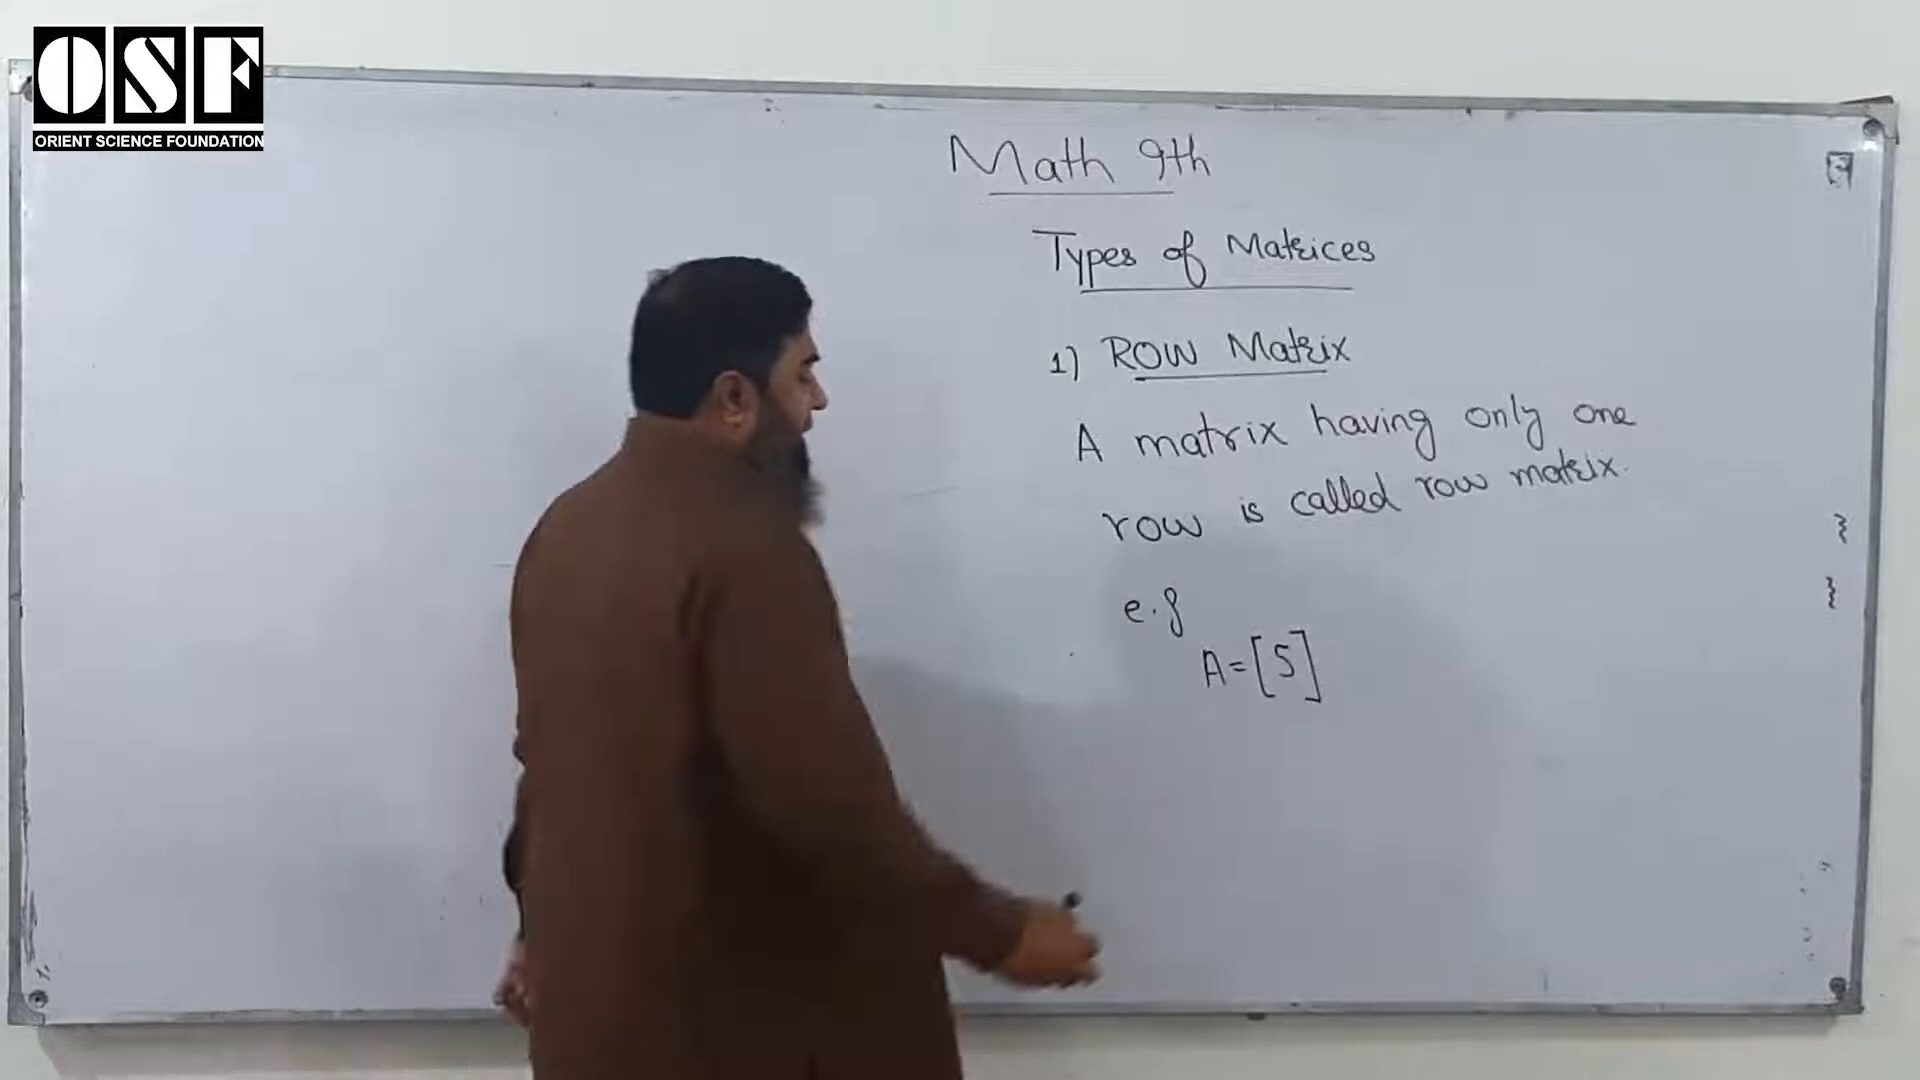 OSF
ORIENT SCIENCE FOUNDATION
Math 9th
Types of Matrices
1) ROW Matrix
A matrix having only one
row is called row matrix.
e.g
A=[5]